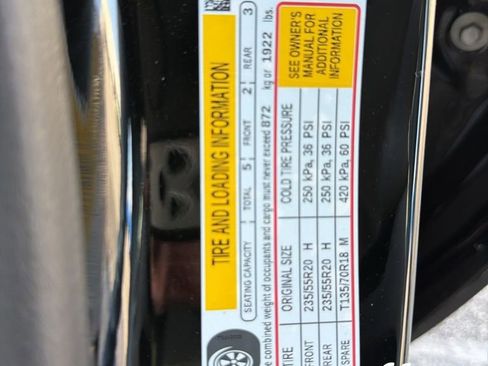 TIRE AND LOADING INFORMATION
SEATING CAPACITY TOTAL 5 FRONT 2 REAR 3
combined weight of occupants and cargo must never exceed 872 kg or 1922 lbs.
TIRE ORIGINAL SIZE COLD TIRE PRESSURE
FRONT 235/55R20 H 250 kPa, 36 PSI
REAR 235/55R20 H 250 kPa, 36 PSI
SPARE T135/70R18 M 420 kPa, 60 PSI
SEE OWNER'S
MANUAL FOR
ADDITIONAL
INFORMATION